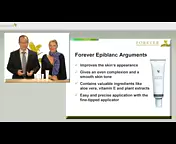 FOREVER
Forever Epiblanc Arguments
• Improves the skin's appearance
• Gives an even complexion and a
smooth skin tone
• Contains valuable ingredients like
aloe vera, vitamin E and plant extracts
• Easy and precise application with the
fine-tipped applicator